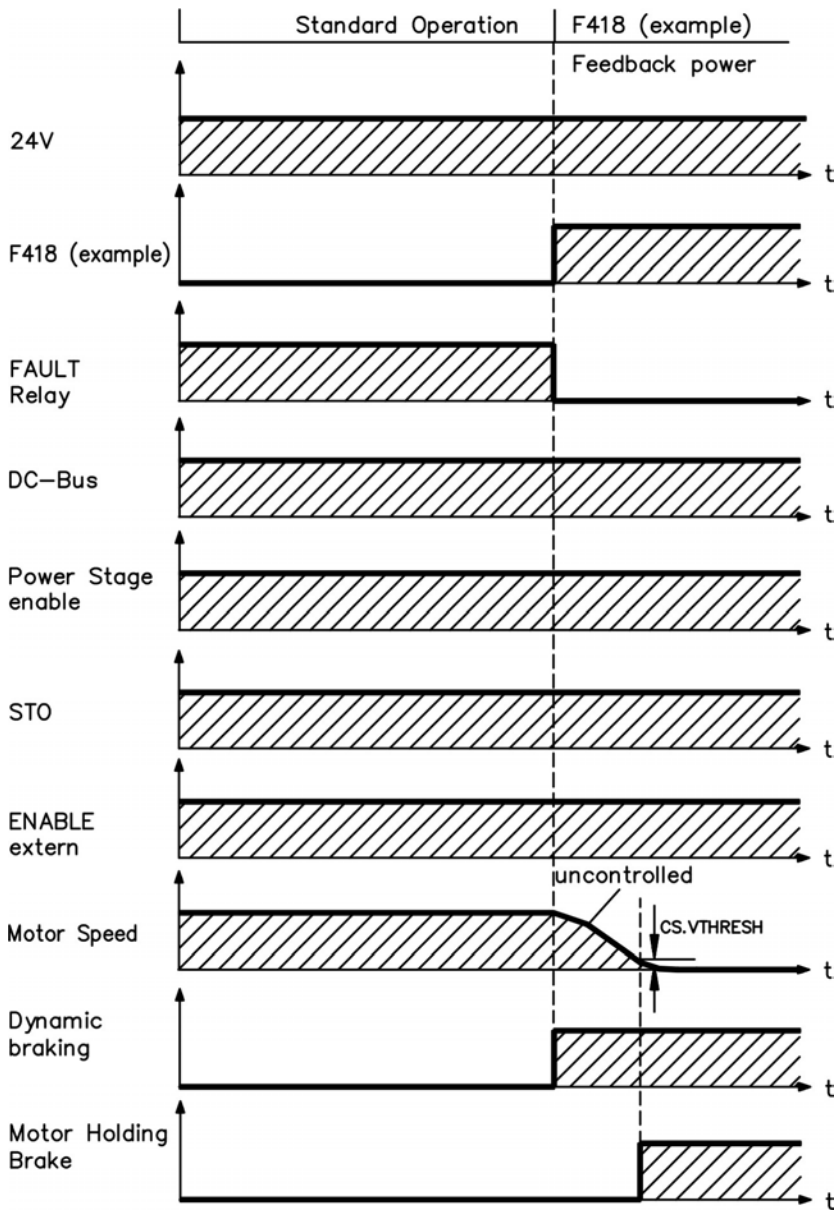 Standard Operation F418 (example)
Feedback power
24V
t
F418 (example)
t
FAULT
Relay
t
DC-Bus
t
Power Stage
enable
t
STO
t
ENABLE
extern
t
uncontrolled
CS.VTHRESH
Motor Speed
t
Dynamic
braking
t
Motor Holding
Brake
t